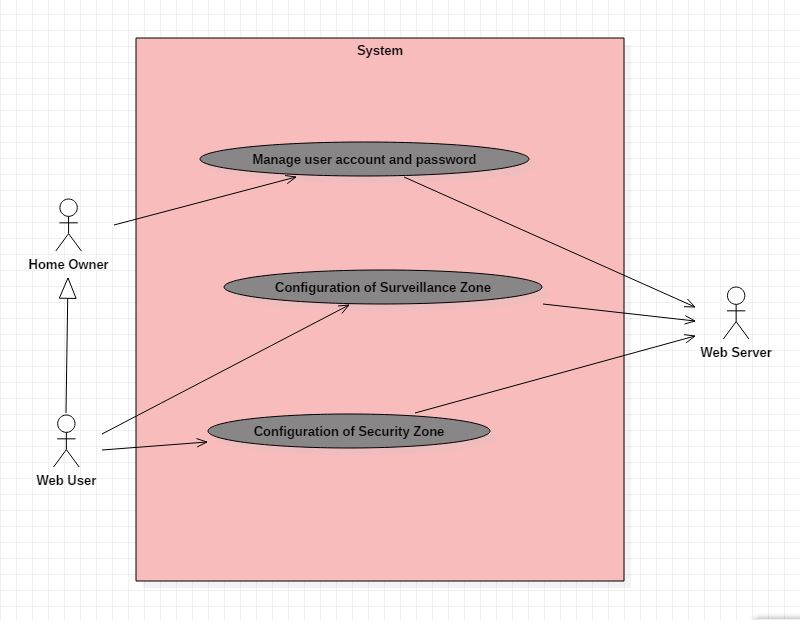 System
Manage user account and password
Home Owner
Configuration of Surveillance Zone
Web Server
Configuration of Security Zone
Web User